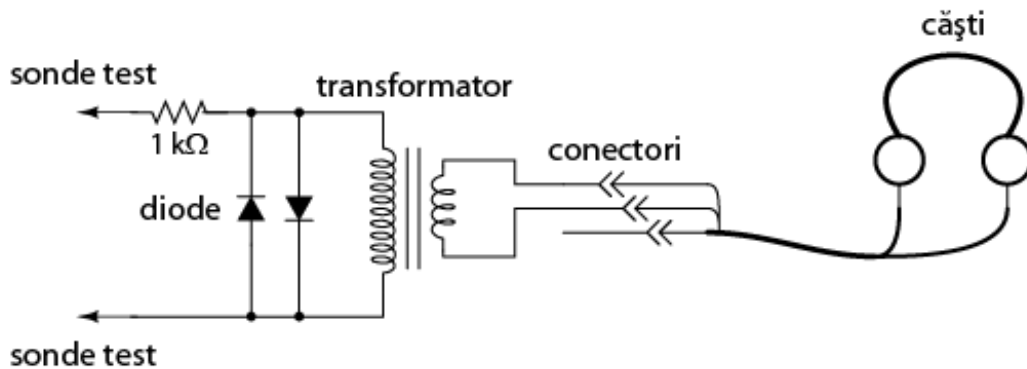 căşti
sonde test
transformator
1 kΩ
conectori
diode
sonde test